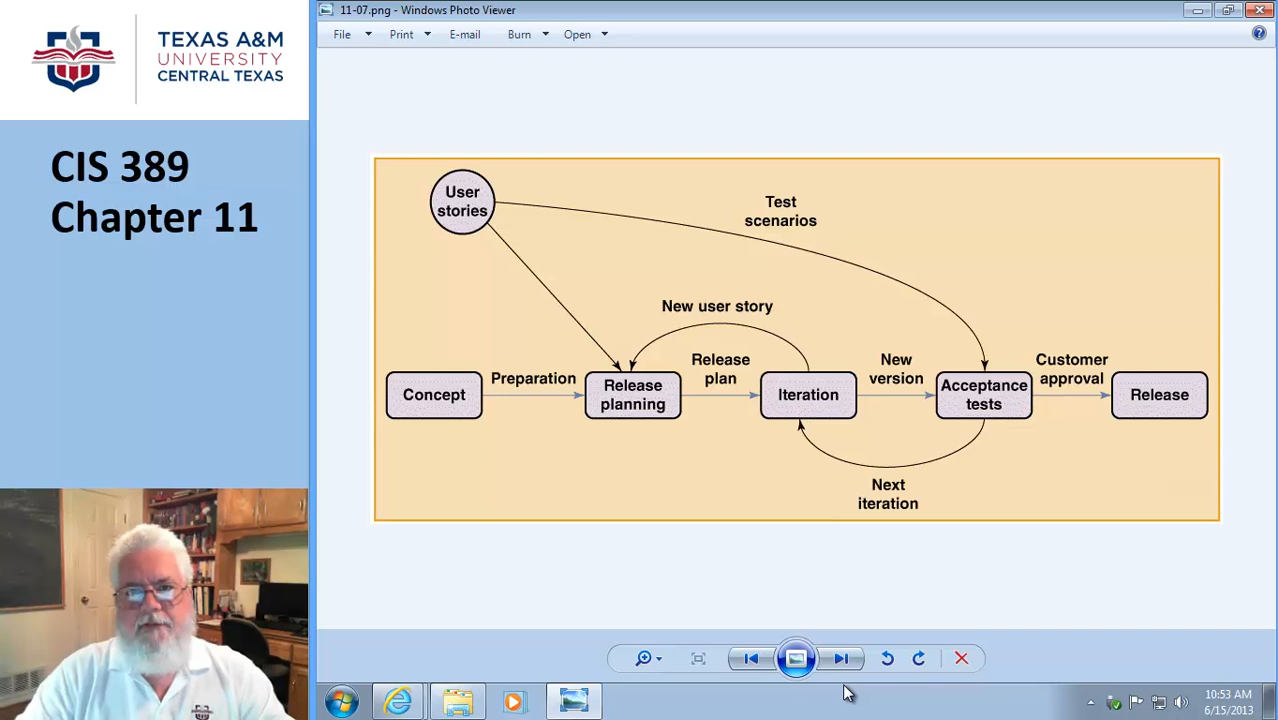 TEXAS A&M
UNIVERSITY
CENTRAL TEXAS
CIS 389
Chapter 11
11-07.png - Windows Photo Viewer
File
Print
E-mail
Burn
Open
User
stories
Test
scenarios
New user story
Concept
Preparation
Release
planning
Release
plan
Iteration
New
version
Acceptance
tests
Customer
approval
Release
Next
iteration
10:53 AM
6/15/2013